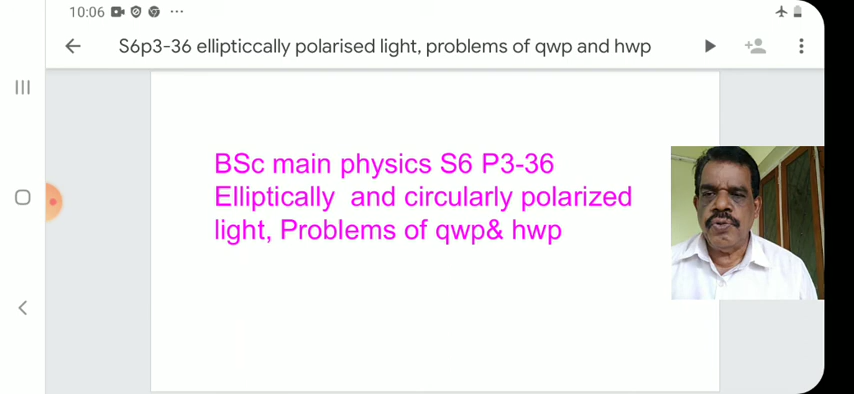 10:06
S6p3-36 ellipticcally polarised light, problems of qwp and hwp
BSc main physics S6 P3-36
Elliptically and circularly polarized
light, Problems of qwp& hwp